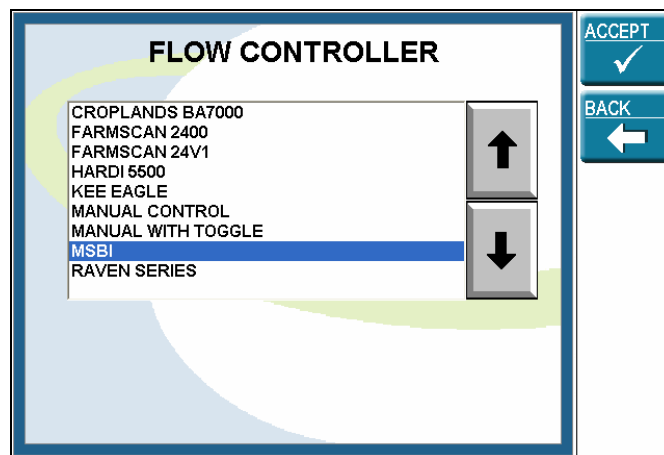 FLOW CONTROLLER
CROPLANDS BA7000
FARMSCAN 2400
FARMSCAN 24V1
HARDI 5500
KEE EAGLE
MANUAL CONTROL
MANUAL WITH TOGGLE
MSBI
RAVEN SERIES
ACCEPT
BACK